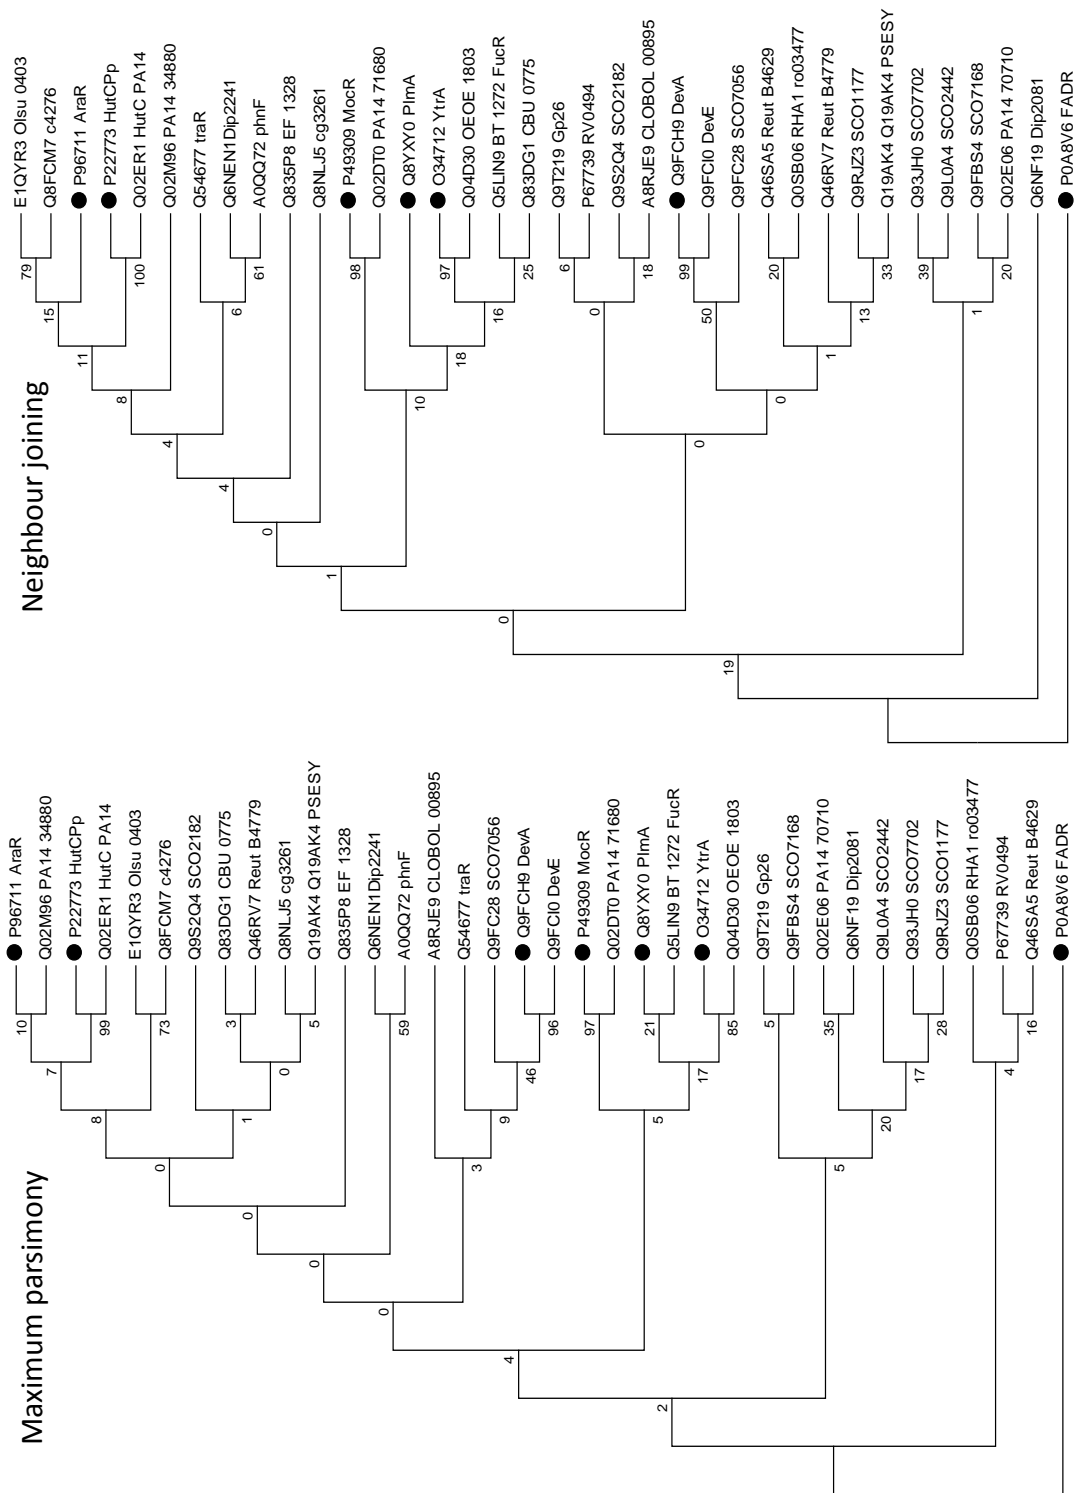 Neighbour joining
E1QYR3 Olsu 0403
Q8FCM7 c4276
P96711 AraR
P22773 HutCPp
Q02ER1 HutC PA14
Q02M96 PA14 34880
Q54677 traR
Q6NEN1Dip2241
A0QQ72 phnF
Q835P8 EF 1328
Q8NLJ5 cg3261
P49309 MocR
Q02DT0 PA14 71680
Q8YXY0 PlmA
O34712 YtrA
Q04D30 OEOE 1803
Q5LIN9 BT 1272 FucR
Q83DG1 CBU 0775
Q9T219 Gp26
P67739 RV0494
Q9S2Q4 SCO2182
A8RJE9 CLOBOL 00895
Q9FCH9 DevA
Q9FCI0 DevE
Q9FC28 SCO7056
Q46SA5 Reut B4629
Q0SB06 RHA1 ro03477
Q46RV7 Reut B4779
Q9RJZ3 SCO1177
Q19AK4 Q19AK4 PSESY
Q93JH0 SCO7702
Q9L0A4 SCO2442
Q9FBS4 SCO7168
Q02E06 PA14 70710
Q6NF19 Dip2081
P0A8V6 FADR
79
15
11
100
8
4
6
61
4
0
1
98
10
97
18
16
25
0
6
0
18
0
99
50
0
20
1
13
33
19
39
1
20
Maximum parsimony
P96711 AraR
Q02M96 PA14 34880
P22773 HutCPp
Q02ER1 HutC PA14
E1QYR3 Olsu 0403
Q8FCM7 c4276
Q9S2Q4 SCO2182
Q83DG1 CBU 0775
Q46RV7 Reut B4779
Q8NLJ5 cg3261
Q19AK4 Q19AK4 PSESY
Q835P8 EF 1328
Q6NEN1Dip2241
A0QQ72 phnF
A8RJE9 CLOBOL 00895
Q54677 traR
Q9FC28 SCO7056
Q9FCH9 DevA
Q9FCI0 DevE
P49309 MocR
Q02DT0 PA14 71680
Q8YXY0 PlmA
Q5LIN9 BT 1272 FucR
O34712 YtrA
Q04D30 OEOE 1803
Q9T219 Gp26
Q9FBS4 SCO7168
Q02E06 PA14 70710
Q6NF19 Dip2081
Q9L0A4 SCO2442
Q93JH0 SCO7702
Q9RJZ3 SCO1177
Q0SB06 RHA1 ro03477
P67739 RV0494
Q46SA5 Reut B4629
P0A8V6 FADR
10
7
99
8
73
0
1
3
0
5
0
0
59
0
3
9
46
96
4
97
5
21
17
85
2
5
5
35
20
17
28
4
16